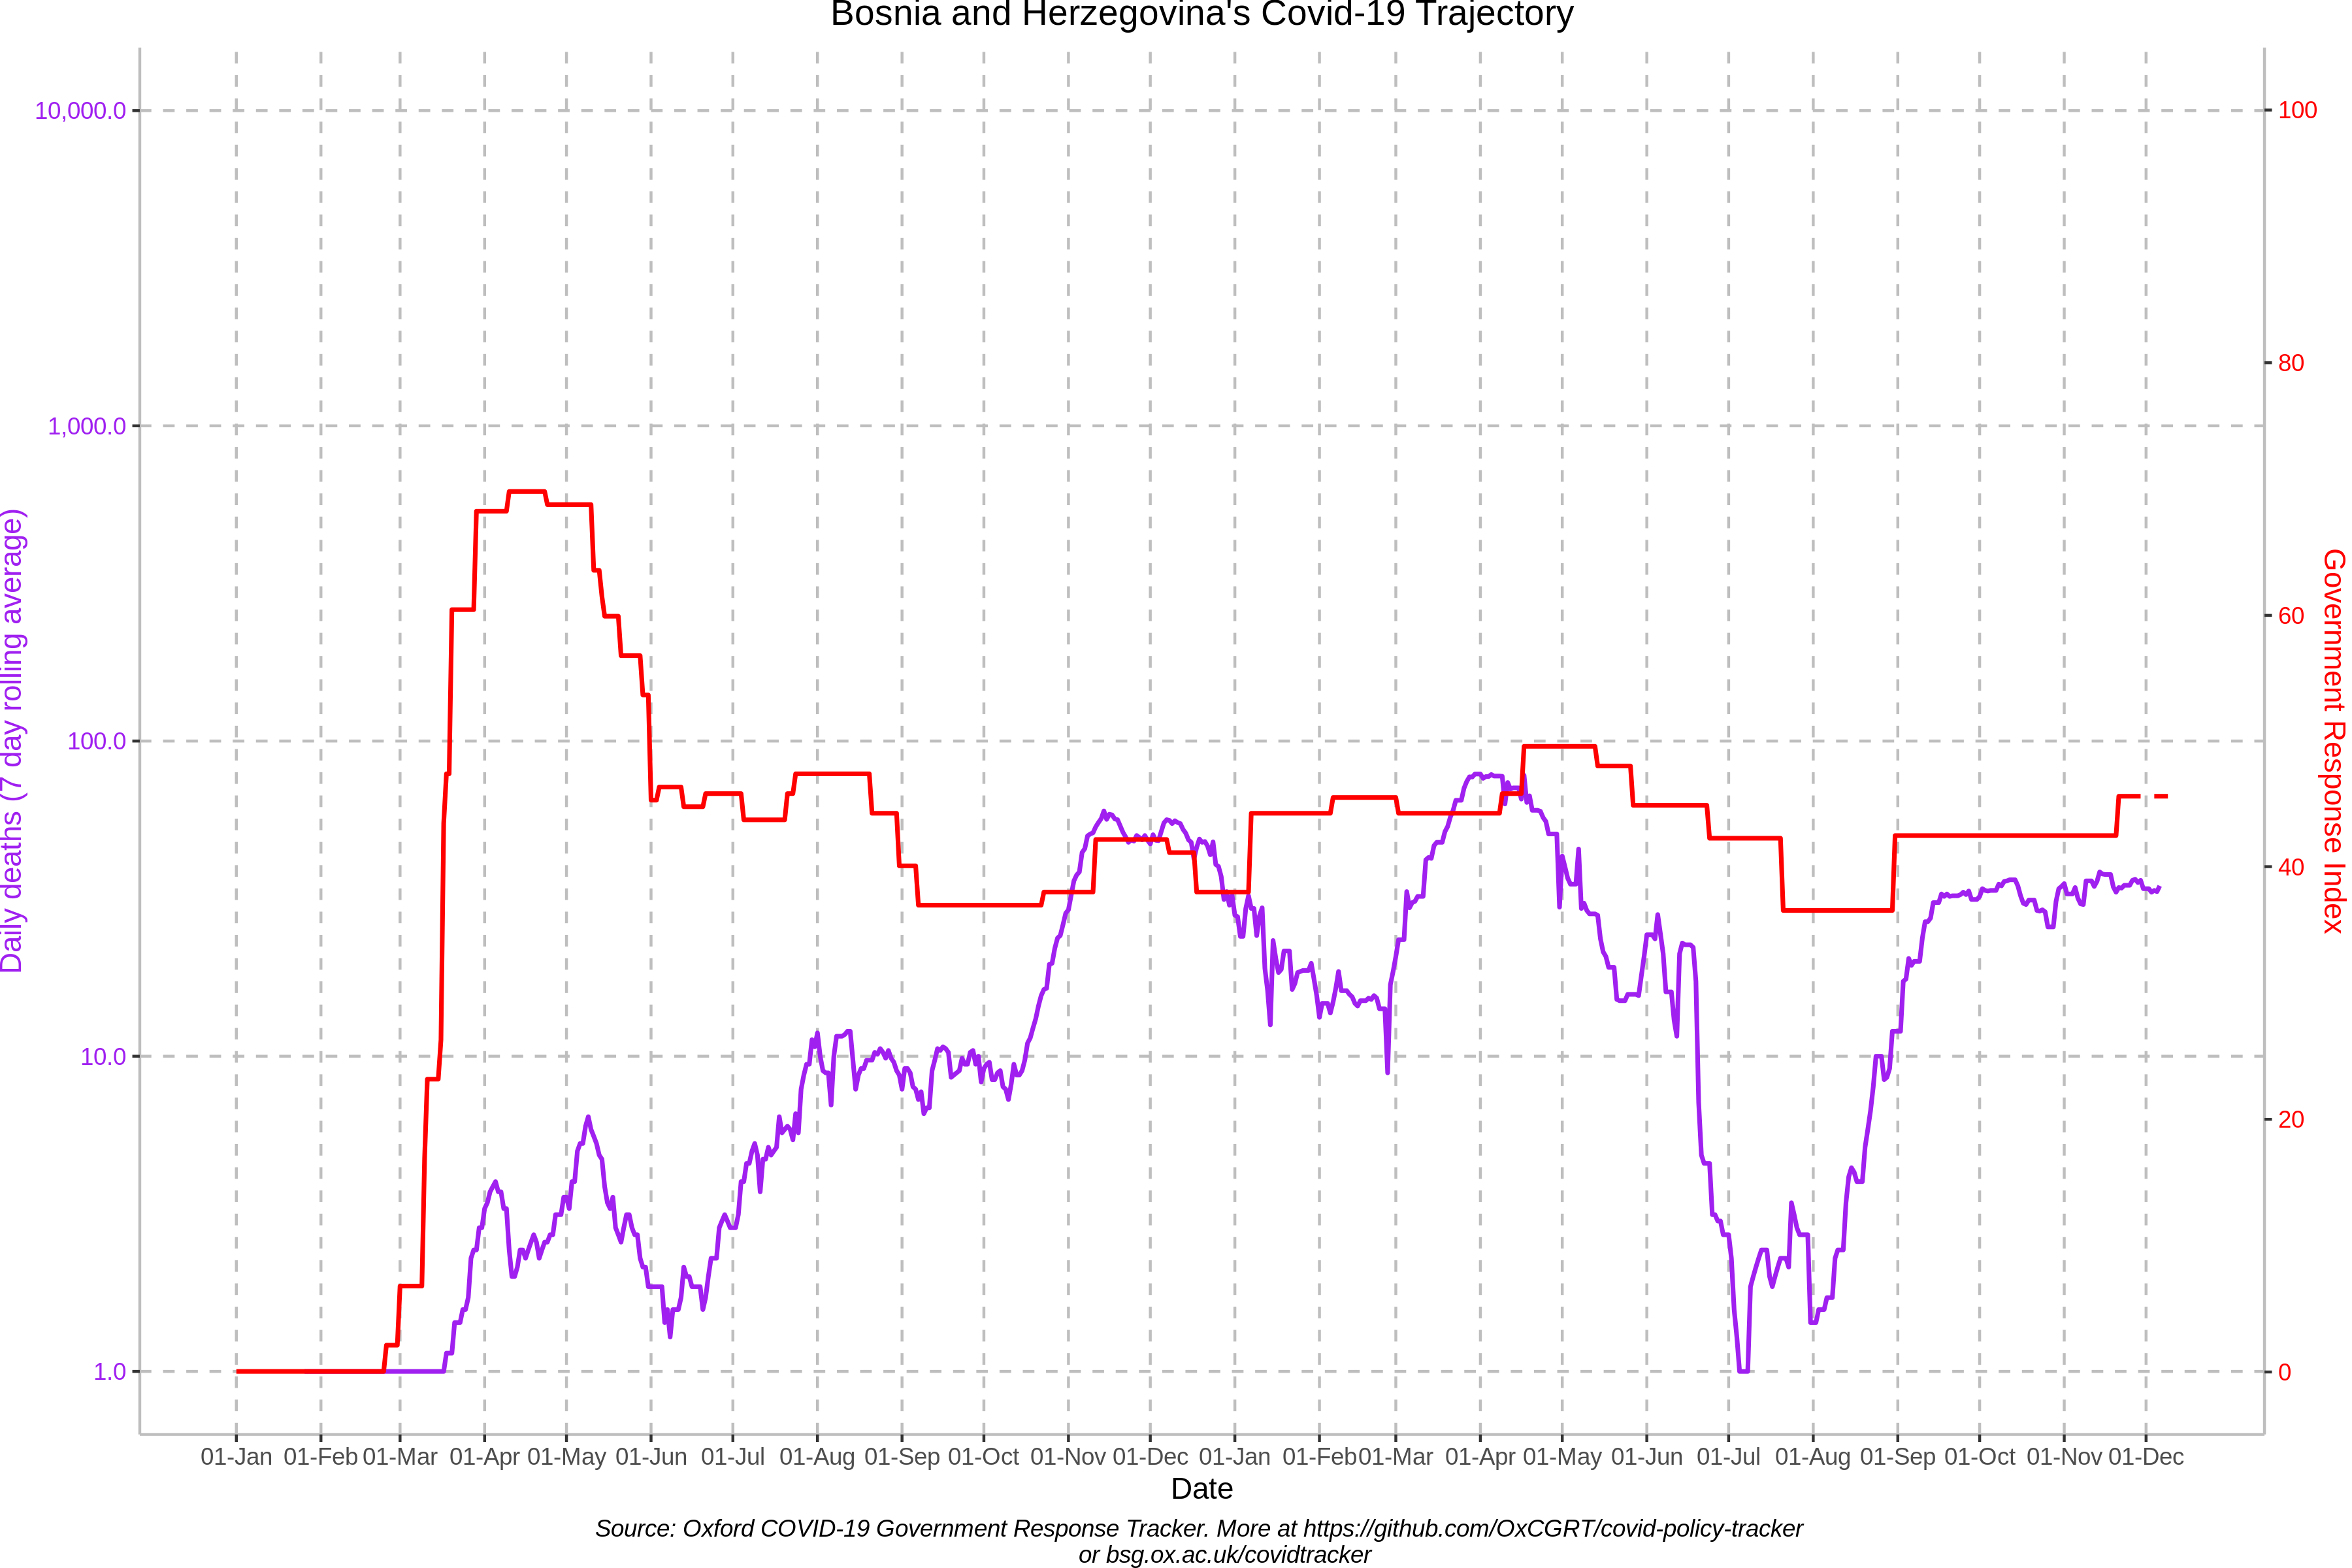 Bosnia and Herzegovina's Covid-19 Trajectory
10,000.0
1,000.0
100.0
10.0
1.0
Daily deaths (7 day rolling average)
100
80
60
40
20
0
Government Response Index
01-Jan 01-Feb 01-Mar 01-Apr 01-May 01-Jun 01-Jul 01-Aug 01-Sep 01-Oct 01-Nov 01-Dec 01-Jan 01-Feb 01-Mar 01-Apr 01-May 01-Jun 01-Jul 01-Aug 01-Sep 01-Oct 01-Nov 01-Dec
Date
Source: Oxford COVID-19 Government Response Tracker. More at https://github.com/OxCGRT/covid-policy-tracker
or bsg.ox.ac.uk/covidtracker